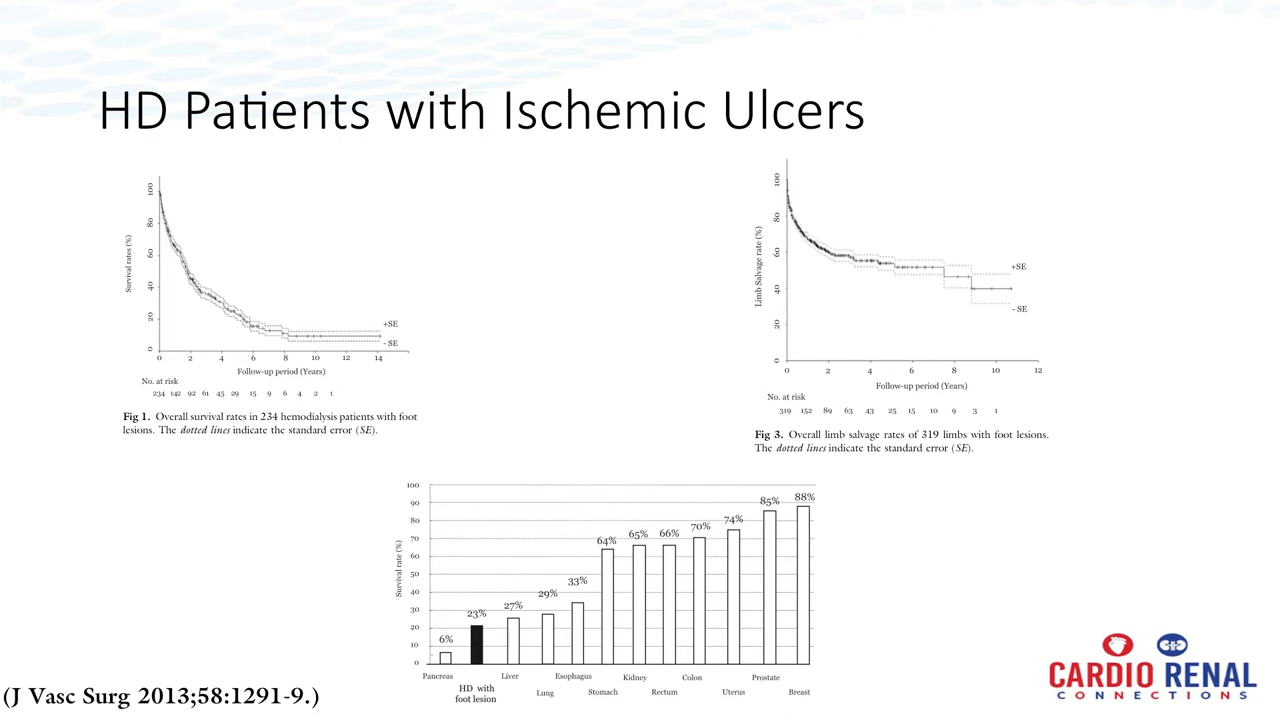 HD Patients with Ischemic Ulcers
Survival rates (%)
100
80
60
40
20
0
0 2 4 6 8 10 12 14
+SE
- SE
Follow-up period (Years)
No. at risk
234 142 92 61 45 29 15 9 6 4 2 1
Fig 1. Overall survival rates in 234 hemodialysis patients with foot
lesions. The dotted lines indicate the standard error (SE).
Limb Salvage rate (%)
100
80
60
40
20
0
0 2 4 6 8 10 12
+SE
- SE
Follow-up period (Years)
No. at risk
319 152 89 63 43 25 15 10 9 3 1
Fig 3. Overall limb salvage rates of 319 limbs with foot lesions.
The dotted lines indicate the standard error (SE).
Survival rate (%)
100
90
80
70
60
50
40
30
20
10
0
6% 23% 27% 29% 33% 64% 65% 66% 70% 74% 85% 88%
Pancreas
HD with
foot lesion
Liver
Lung
Esophagus
Stomach
Kidney
Rectum
Colon
Uterus
Prostate
Breast
(J Vasc Surg 2013;58:1291-9.)
CARDIO RENAL
CONNECTIONS